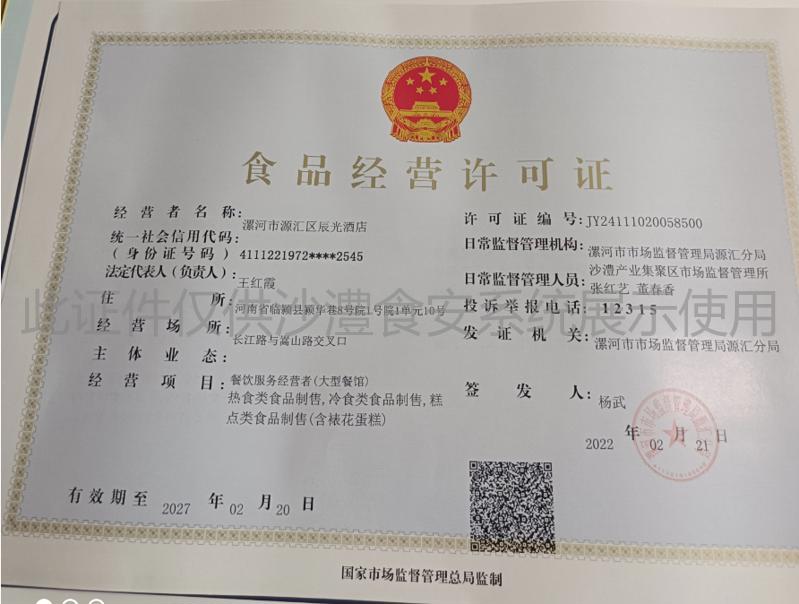 食品经营许可证
经营者名称：漯河市源汇区辰光酒店
统一社会信用代码：
(身份证号码) 4111221972****2545
法定代表人(负责人)：王红霞
住所：河南省临颍县颍华巷8号院1号院1单元10号
经营场所：长江路与嵩山路交叉口
主体业态：餐饮服务经营者(大型餐馆)
经营项目：热食类食品制售,冷食类食品制售,糕
点类食品制售(含裱花蛋糕)
有效期至 2027 年 02 月 20 日
许可证编号：JY24111020058500
日常监督管理机构：漯河市市场监督管理局源汇分局
沙澧产业集聚区市场监督管理所
日常监督管理人员：张红艺 董春香
投诉举报电话：12315
发证机关：漯河市市场监督管理局源汇分局
签发人：杨武
2022 年 02 月 21 日
国家市场监督管理总局监制
此证件仅供沙澧食安系统展示使用